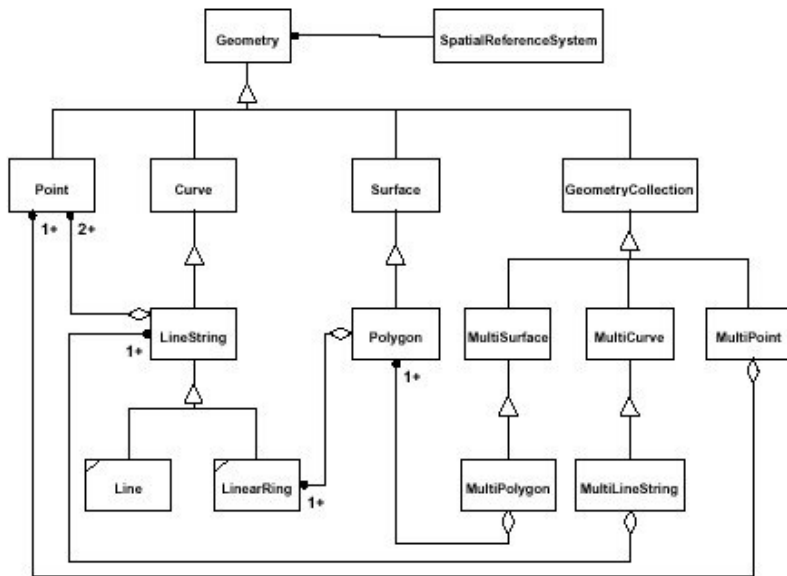 Geometry
SpatialReferenceSystem
Point
Curve
Surface
GeometryCollection
1+
2+
LineString
1+
Polygon
1+
MultiSurface
MultiCurve
MultiPoint
Line
LinearRing
1+
MultiPolygon
MultiLineString